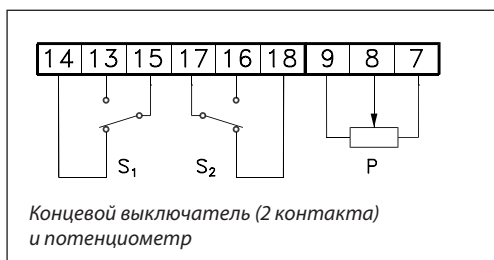 14 13 15 17 16 18 9 8 7
S₁ S₂ P
Концевой выключатель (2 контакта)
и потенциометр